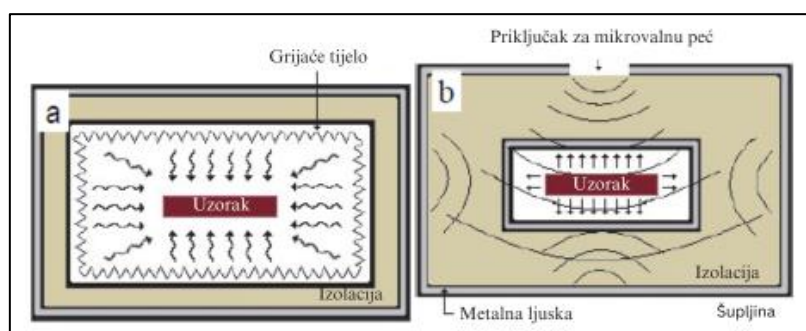 Priključak za mikrovalnu peć
Grijaće tijelo
a
b
Uzorak
Uzorak
Izolacija
Izolacija
Metalna ljuska
Šupljina